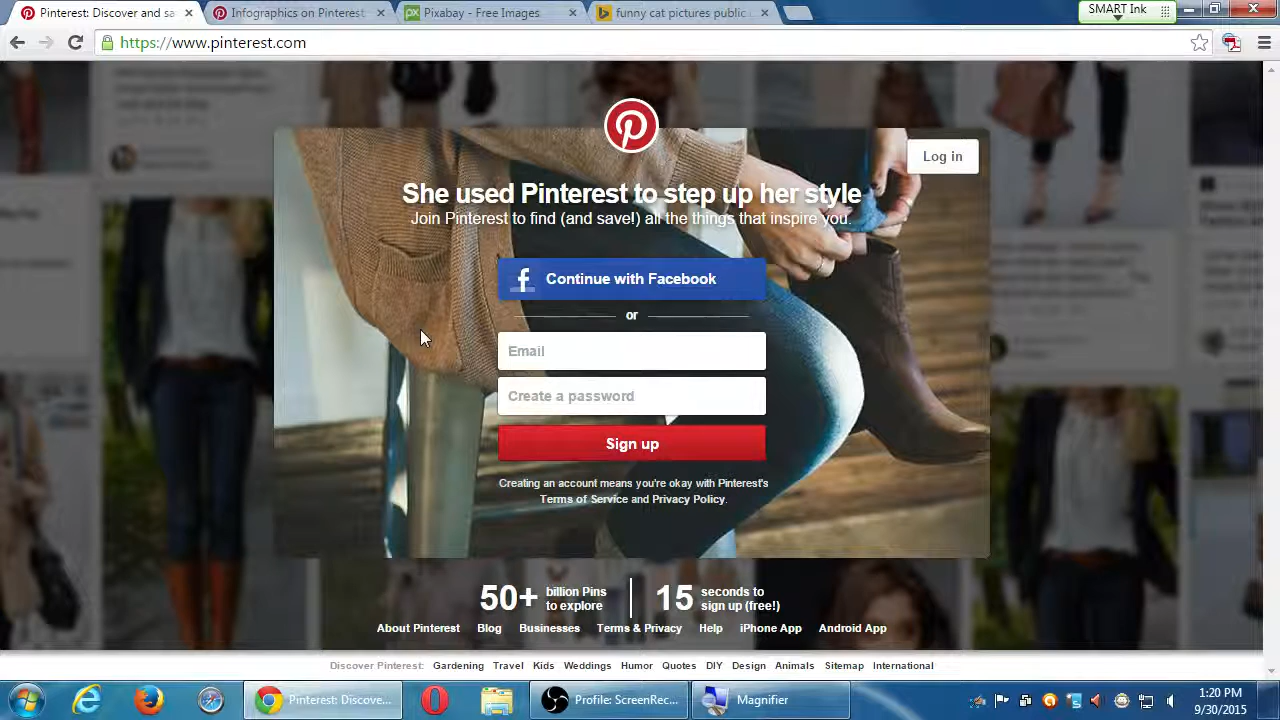 Pinterest: Discover and sa
Infographics on Pinterest
Pixabay - Free Images
funny cat pictures public
SMART Ink
https://www.pinterest.com
Log in
She used Pinterest to step up her style
Join Pinterest to find (and save!) all the things that inspire you.
f Continue with Facebook
or
Email
Create a password
Sign up
Creating an account means you're okay with Pinterest's
Terms of Service and Privacy Policy.
50+ billion Pins to explore
15 seconds to sign up (free!)
About Pinterest Blog Businesses Terms & Privacy Help iPhone App Android App
Discover Pinterest: Gardening Travel Kids Weddings Humor Quotes DIY Design Animals Sitemap International
Pinterest: Discove...
Profile: ScreenRec...
Magnifier
1:20 PM
9/30/2015